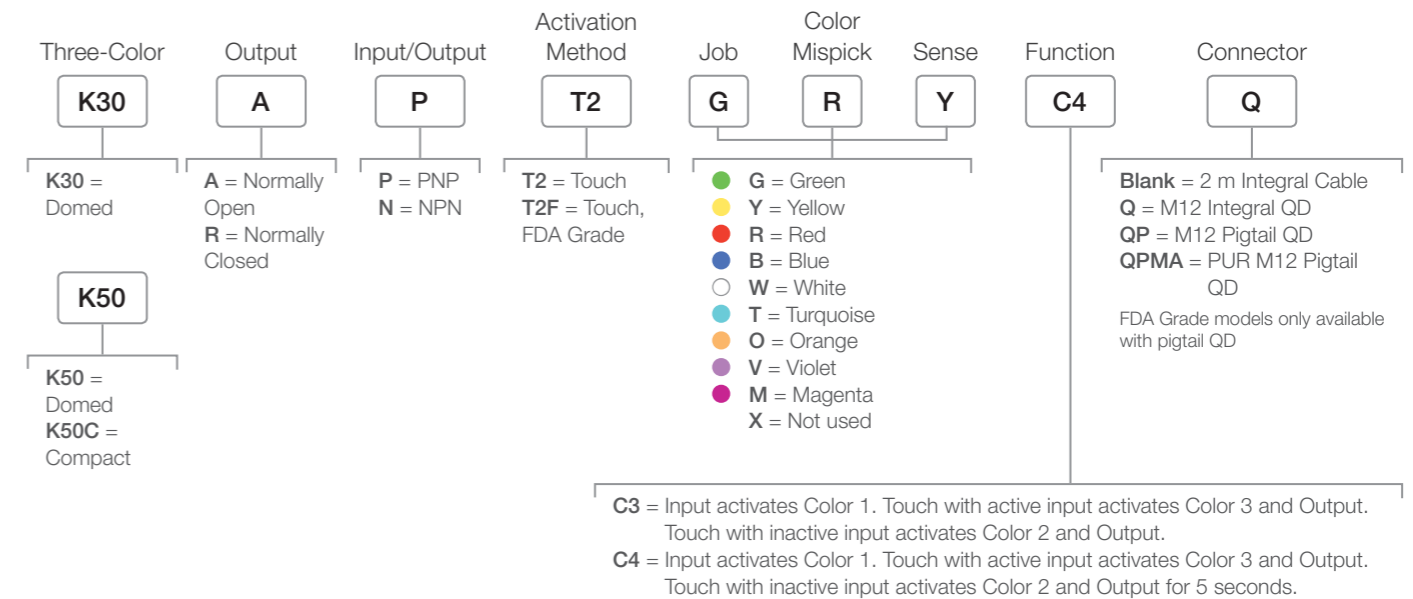 Three-Color
Output
Input/Output
Activation
Method
Job
Color
Mispick
Sense
Function
Connector
K30
A
P
T2
G
R
Y
C4
Q
K30 =
Domed
A = Normally
Open
R = Normally
Closed
P = PNP
N = NPN
T2 = Touch
T2F = Touch,
FDA Grade
G = Green
Y = Yellow
R = Red
B = Blue
W = White
T = Turquoise
O = Orange
V = Violet
M = Magenta
X = Not used
Blank = 2 m Integral Cable
Q = M12 Integral QD
QP = M12 Pigtail QD
QPMA = PUR M12 Pigtail
QD
FDA Grade models only available
with pigtail QD
K50
K50 =
Domed
K50C =
Compact
C3 = Input activates Color 1. Touch with active input activates Color 3 and Output.
Touch with inactive input activates Color 2 and Output.
C4 = Input activates Color 1. Touch with active input activates Color 3 and Output.
Touch with inactive input activates Color 2 and Output for 5 seconds.